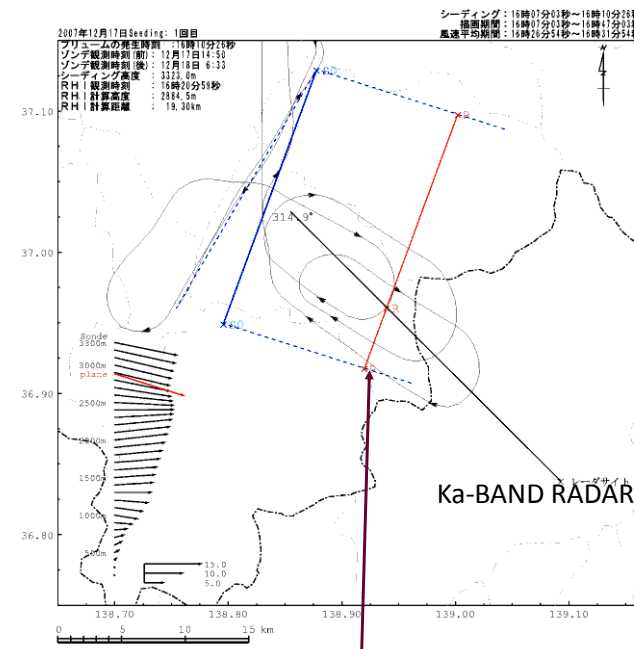 シーディング：16時07分03秒〜16時10分26秒
描画期間：16時07分03秒〜16時47分03秒
風速平均期間：16時26分54秒〜16時31分54秒
2007年12月17日Seeding: 1回目
プリュームの発生時刻 ：16時10分26秒
ゾンデ観測時刻(前)：12月17日14:50
ゾンデ観測時刻(後)：12月18日 6:33
シーディング高度 ： 3323.0m
RHI観測時刻 ： 16時20分59秒
RHI計算高度 ： 2884.5m
RHI計算距離 ： 19.30km
N
37.10
37.00
36.90
36.80
314.9°
R
Sonde
3300m
3000m
plane
2500m
2000m
1500m
1000m
500m
レーダサイト
Ka-BAND RADAR
15.0
10.0
5.0
138.70
138.80
138.90
139.00
139.10
0
5
10
15 km